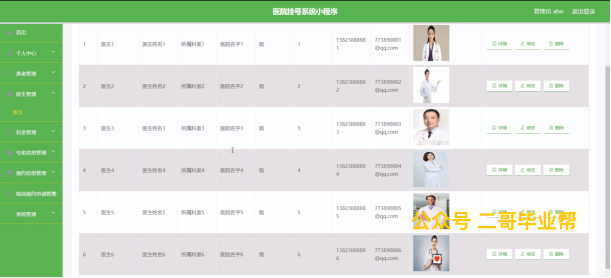 医院挂号系统小程序
管理员 abo 退出登录
首页
个人中心
患者管理
医生管理
医生
科室管理
专家信息管理
预约信息管理
取消预约申请管理
系统管理
1 医生1 医生姓名1 所属科室1 医院名字1 男 1 1382388888
1 773890001
@qq.com 详情 修改 删除
2 医生2 医生姓名2 所属科室2 医院名字2 男 2 1382388888
2 773890002
@qq.com 详情 修改 删除
3 医生3 医生姓名3 所属科室3 医院名字3 男 3 1382388888
3 773890003
@qq.com 详情 修改 删除
4 医生4 医生姓名4 所属科室4 医院名字4 男 4 1382388888
4 773890004
@qq.com 详情 修改 删除
5 医生5 医生姓名5 所属科室5 医院名字5 男 5 1382388888
5 773890005
@qq.com 详情 修改 删除
公众号 二哥毕业帮
6 医生6 医生姓名6 所属科室6 医院名字6 男 6 1382388888
6 773890006
@qq.com 详情 修改 删除